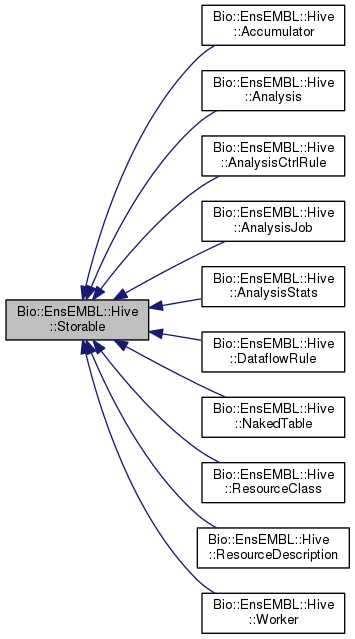 Bio::EnsEMBL::Hive
::Accumulator
Bio::EnsEMBL::Hive
::Analysis
Bio::EnsEMBL::Hive
::AnalysisCtrlRule
Bio::EnsEMBL::Hive
::AnalysisJob
Bio::EnsEMBL::Hive
::AnalysisStats
Bio::EnsEMBL::Hive
::Storable
Bio::EnsEMBL::Hive
::DataflowRule
Bio::EnsEMBL::Hive
::NakedTable
Bio::EnsEMBL::Hive
::ResourceClass
Bio::EnsEMBL::Hive
::ResourceDescription
Bio::EnsEMBL::Hive
::Worker